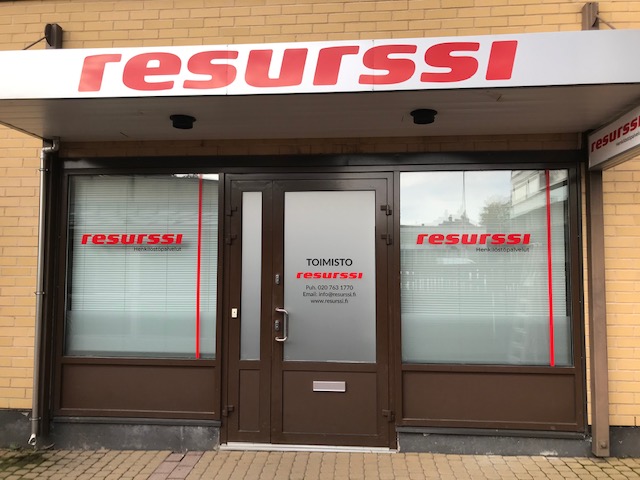 resurssi
resurssi
Henkilöstöpalvelut
resurssi
Henkilöstöpalvelut
TOIMISTO
resurssi
Puh. 020 763 1770
Email: info@resurssi.fi
www.resurssi.fi
resurssi
Henkilöstöpalvelut